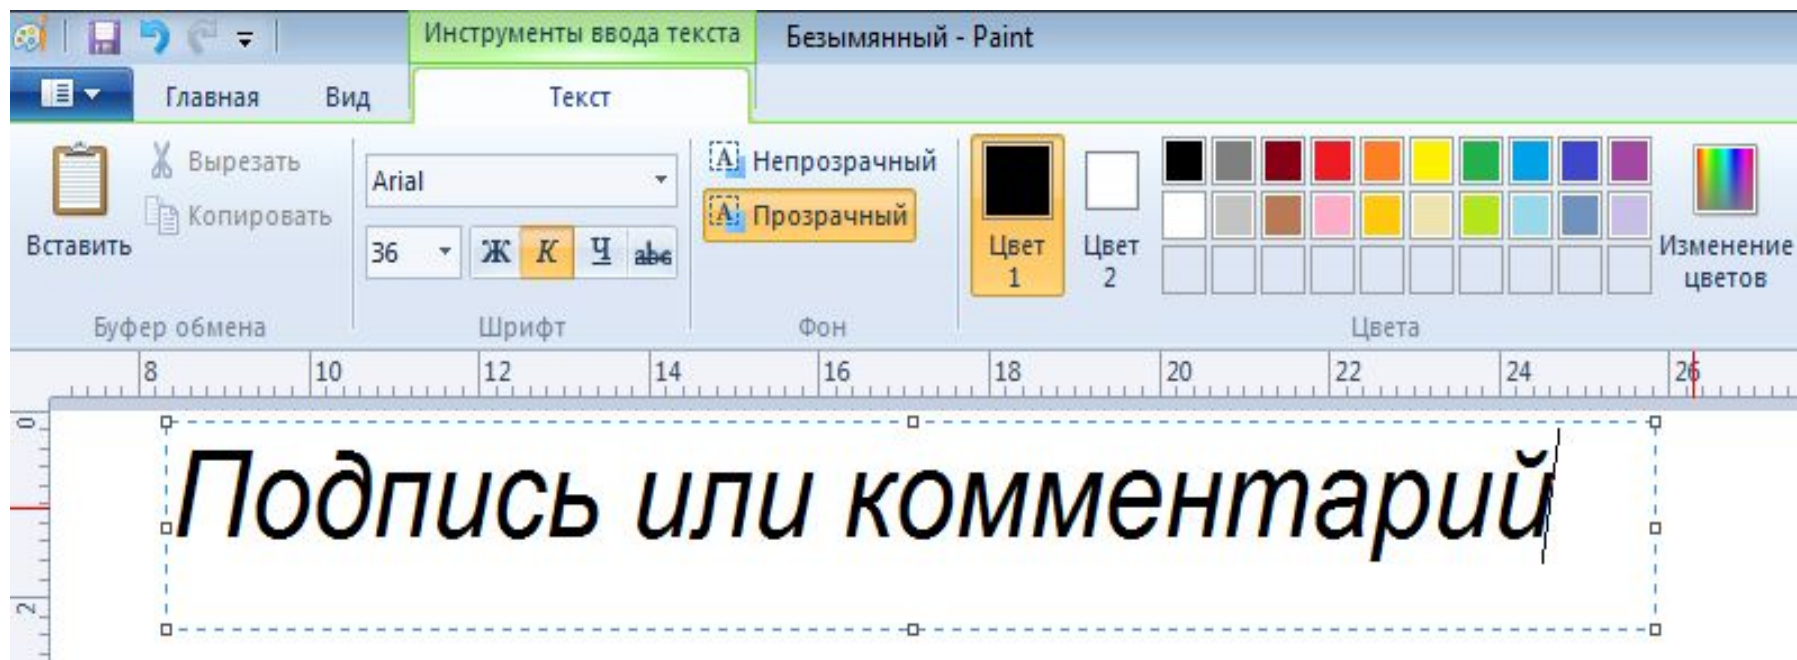 Инструменты ввода текста Безымянный - Paint
Главная Вид Текст
Вставить
Вырезать
Копировать
Буфер обмена
Arial
36 Ж К Ч abc
Шрифт
A Непрозрачный
A Прозрачный
Фон
Цвет 1
Цвет 2
Изменение цветов
Цвета
8 10 12 14 16 18 20 22 24 26
0
2
Подпись или комментарий